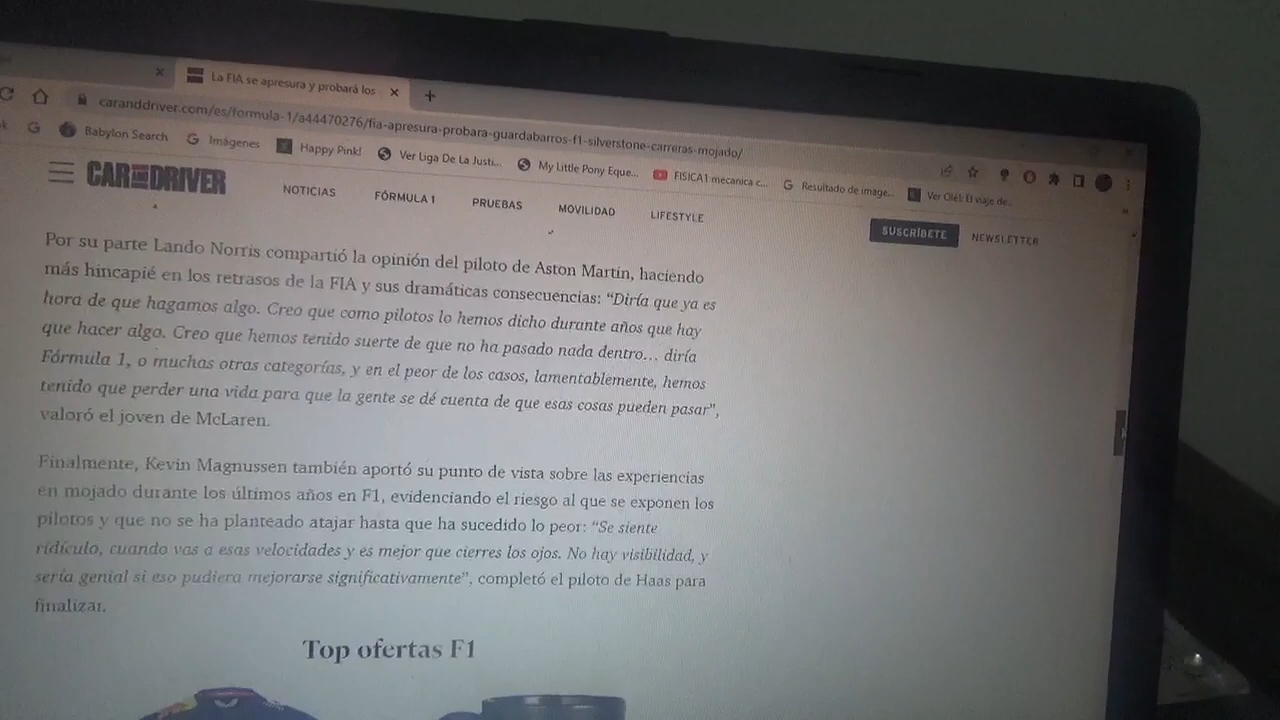 La FIA se apresura y probará los
caranddriver.com/es/formula-1/a44470276/fia-apresura-probara-guardabarros-f1-silverstone-carreras-mojado/
Babylon Search Imágenes Happy Pink! Ver Liga De La Justi... My Little Pony Eque... FISICA1 mecanica c... Resultado de image... Ver Olé! El viaje de...
CAR AND DRIVER NOTICIAS FÓRMULA 1 PRUEBAS MOVILIDAD LIFESTYLE SUSCRÍBETE NEWSLETTER
Por su parte Lando Norris compartió la opinión del piloto de Aston Martin, haciendo
más hincapié en los retrasos de la FIA y sus dramáticas consecuencias: “Diría que ya es
hora de que hagamos algo. Creo que como pilotos lo hemos dicho durante años que hay
que hacer algo. Creo que hemos tenido suerte de que no ha pasado nada dentro... diría
Fórmula 1, o muchas otras categorías, y en el peor de los casos, lamentablemente, hemos
tenido que perder una vida para que la gente se dé cuenta de que esas cosas pueden pasar”,
valoró el joven de McLaren.
Finalmente, Kevin Magnussen también aportó su punto de vista sobre las experiencias
en mojado durante los últimos años en F1, evidenciando el riesgo al que se exponen los
pilotos y que no se ha planteado atajar hasta que ha sucedido lo peor: “Se siente
ridículo, cuando vas a esas velocidades y es mejor que cierres los ojos. No hay visibilidad, y
sería genial si eso pudiera mejorarse significativamente”, completó el piloto de Haas para
finalizar.
Top ofertas F1